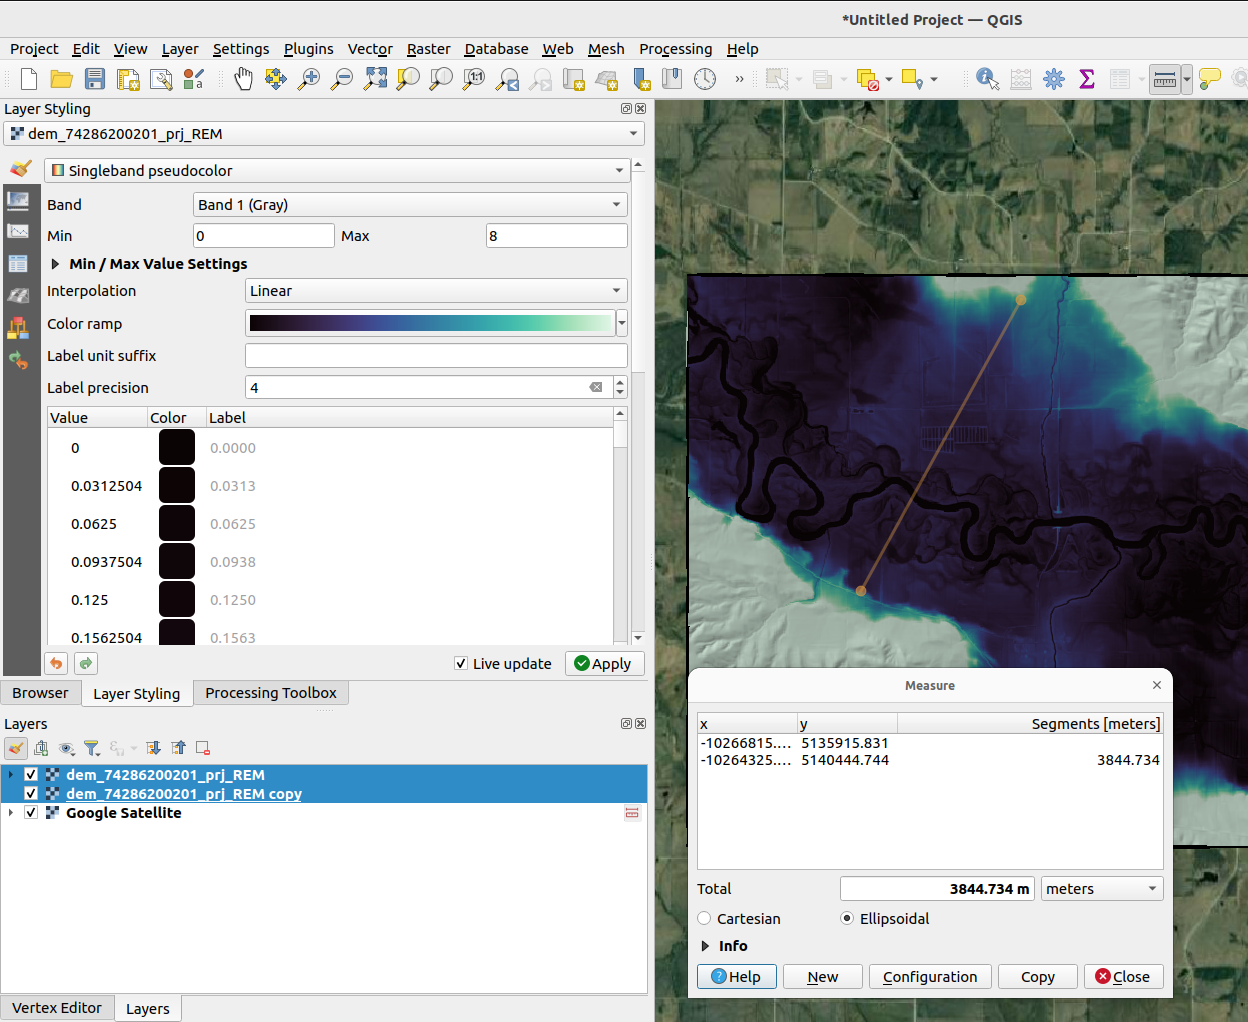 *Untitled Project — QGIS
Project Edit View Layer Settings Plugins Vector Raster Database Web Mesh Processing Help
1:1
»
a
Layer Styling
dem_74286200201_prj_REM
Singleband pseudocolor
Band Band 1 (Gray)
Min 0 Max 8
Min / Max Value Settings
Interpolation Linear
Color ramp
Label unit suffix
Label precision 4
Value Color Label
0 0.0000
0.0312504 0.0313
0.0625 0.0625
0.0937504 0.0938
0.125 0.1250
0.1562504 0.1563
Live update Apply
Browser Layer Styling Processing Toolbox
Layers
dem_74286200201_prj_REM
dem_74286200201_prj_REM copy
Google Satellite
Vertex Editor Layers
Measure
x y Segments [meters]
-10266815.… 5135915.831
-10264325.… 5140444.744 3844.734
Total 3844.734 m meters
Cartesian Ellipsoidal
Info
Help New Configuration Copy Close